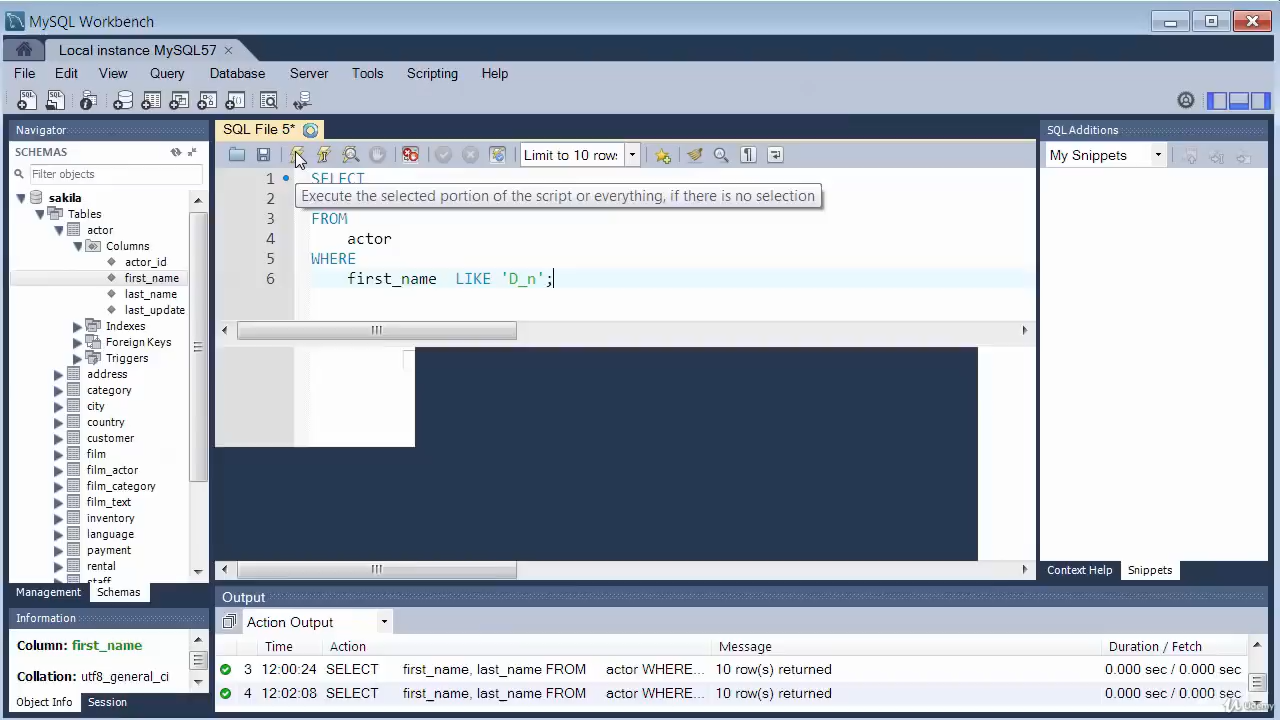 MySQL Workbench
Local instance MySQL57
File Edit View Query Database Server Tools Scripting Help
Navigator
SCHEMAS
Filter objects
sakila
Tables
actor
Columns
actor_id
first_name
last_name
last_update
Indexes
Foreign Keys
Triggers
address
category
city
country
customer
film
film_actor
film_category
film_text
inventory
language
payment
rental
staff
Management Schemas
Information
Column: first_name
Collation: utf8_general_ci
Object Info Session
SQL File 5*
Limit to 10 rows
1 SELECT
Execute the selected portion of the script or everything, if there is no selection
2
3 FROM
4 actor
5 WHERE
6 first_name LIKE 'D_n';
SQL Additions
My Snippets
Context Help Snippets
Output
Action Output
Time Action Message Duration / Fetch
3 12:00:24 SELECT first_name, last_name FROM actor WHERE... 10 row(s) returned 0.000 sec / 0.000 sec
4 12:02:08 SELECT first_name, last_name FROM actor WHERE... 10 row(s) returned 0.000 sec / 0.000 sec
Udemy